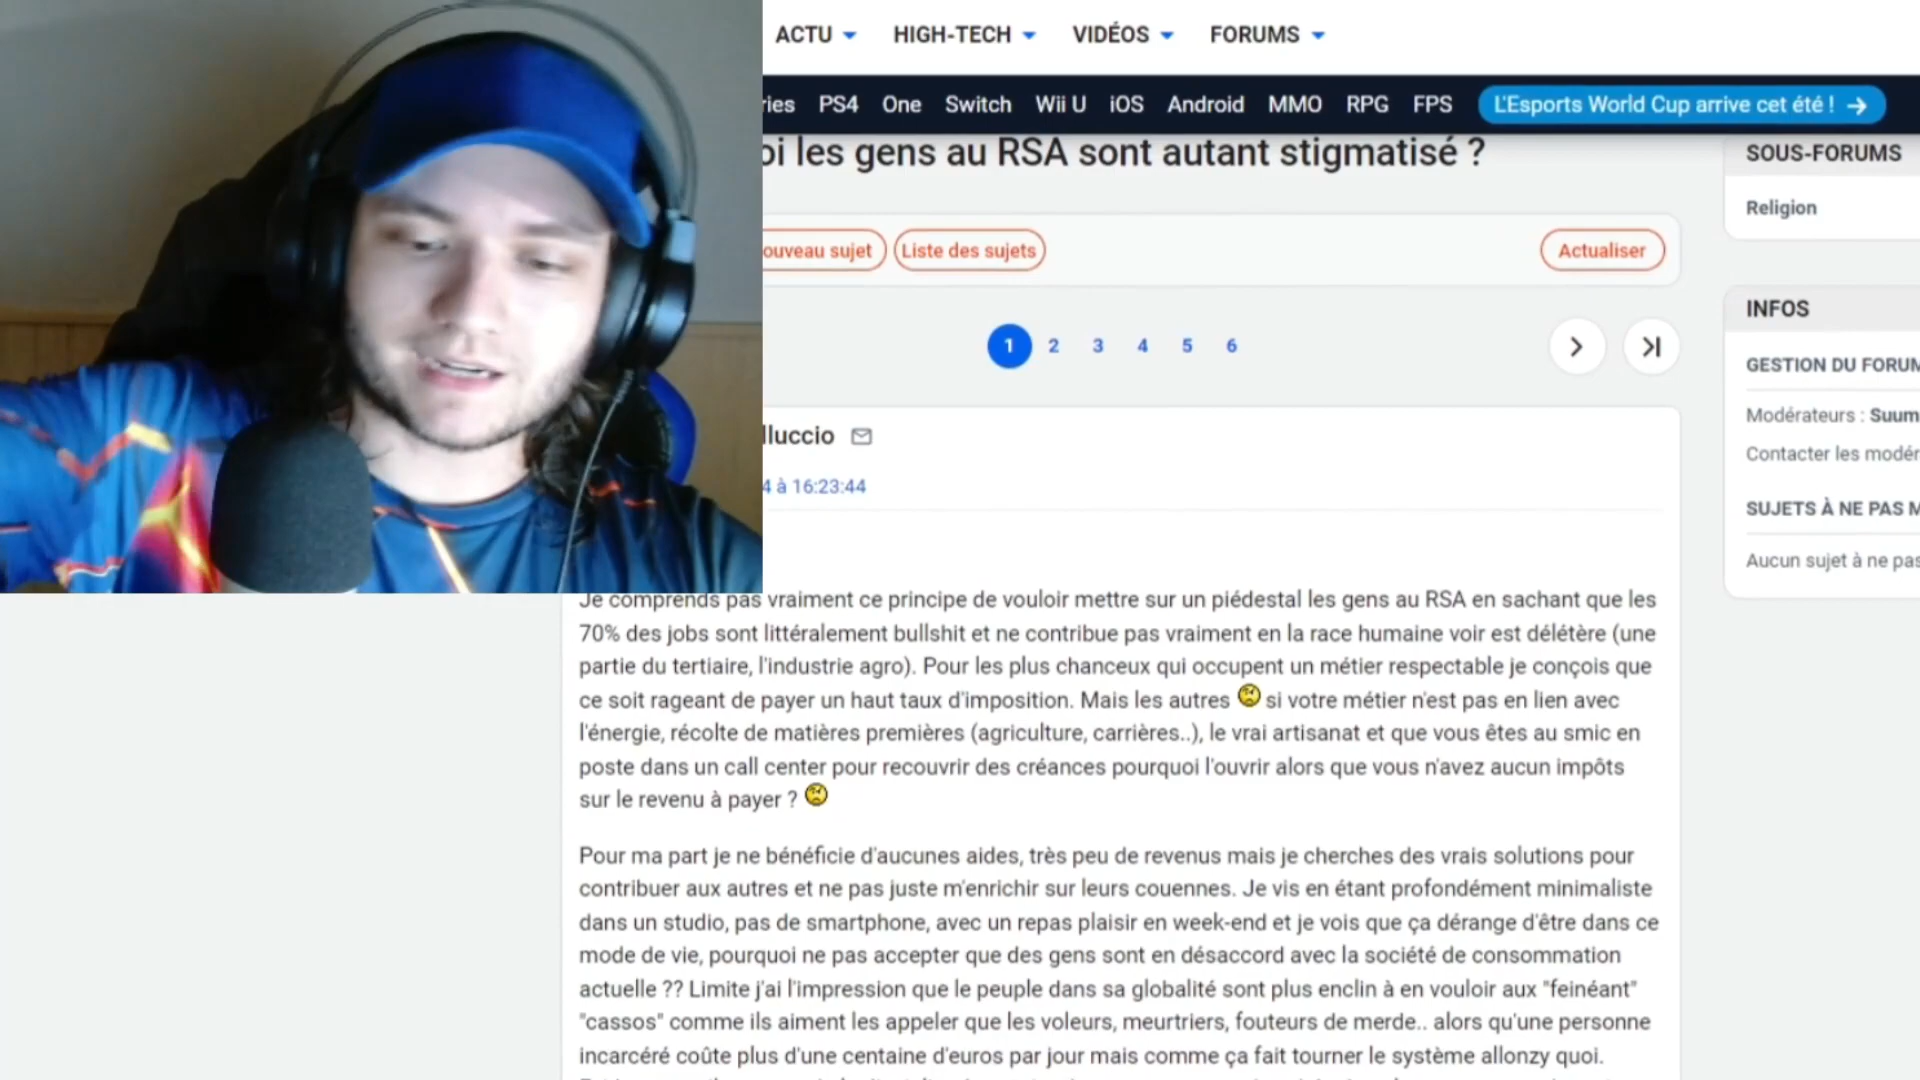 ACTU HIGH-TECH VIDÉOS FORUMS
ries PS4 One Switch Wii U iOS Android MMO RPG FPS L'Esports World Cup arrive cet été ! →
oi les gens au RSA sont autant stigmatisé ?
ouveau sujet Liste des sujets Actualiser
1 2 3 4 5 6
lluccio
4 à 16:23:44
Je comprends pas vraiment ce principe de vouloir mettre sur un piédestal les gens au RSA en sachant que les
70% des jobs sont littéralement bullshit et ne contribue pas vraiment en la race humaine voir est délétère (une
partie du tertiaire, l'industrie agro). Pour les plus chanceux qui occupent un métier respectable je conçois que
ce soit rageant de payer un haut taux d'imposition. Mais les autres si votre métier n'est pas en lien avec
l'énergie, récolte de matières premières (agriculture, carrières..), le vrai artisanat et que vous êtes au smic en
poste dans un call center pour recouvrir des créances pourquoi l'ouvrir alors que vous n'avez aucun impôts
sur le revenu à payer ?
Pour ma part je ne bénéficie d'aucunes aides, très peu de revenus mais je cherches des vrais solutions pour
contribuer aux autres et ne pas juste m'enrichir sur leurs couennes. Je vis en étant profondément minimaliste
dans un studio, pas de smartphone, avec un repas plaisir en week-end et je vois que ça dérange d'être dans ce
mode de vie, pourquoi ne pas accepter que des gens sont en désaccord avec la société de consommation
actuelle ?? Limite j'ai l'impression que le peuple dans sa globalité sont plus enclin à en vouloir aux "feinéant"
"cassos" comme ils aiment les appeler que les voleurs, meurtriers, fouteurs de merde.. alors qu'une personne
incarcéré coûte plus d'une centaine d'euros par jour mais comme ça fait tourner le système allonzy quoi.
SOUS-FORUMS
Religion
INFOS
GESTION DU FORUM
Modérateurs : Suum
Contacter les modér
SUJETS À NE PAS M
Aucun sujet à ne pas